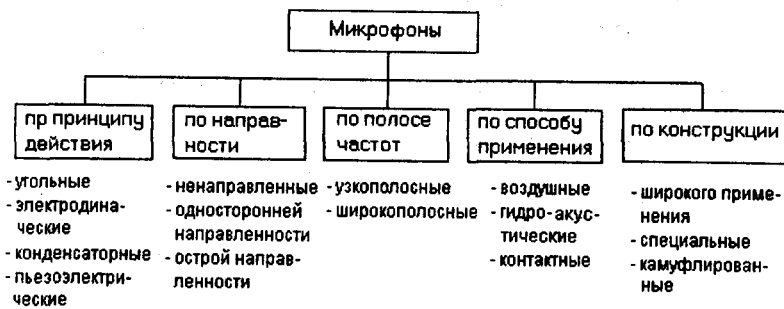 Микрофоны
пр принципу
действия
- угольные
- электродина-
ческие
- конденсаторные
- пьезоэлектри-
ческие
по направ-
ности
- ненаправленные
- односторонней
направленности
- острой направ-
ленности
по полосе
частот
- узкополосные
- широкополосные
по способу
применения
- воздушные
- гидро-акус-
тические
- контактные
по конструкции
- широкого приме-
нения
- специальные
- камуфлирован-
ные